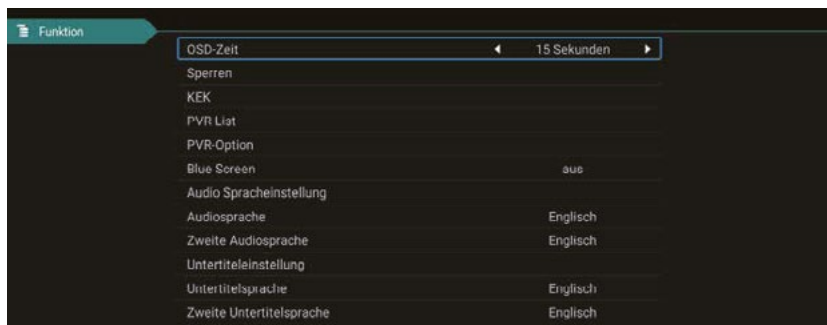 Funktion
OSD-Zeit 15 Sekunden
Sperren
KEK
PVR List
PVR-Option
Blue Screen aus
Audio Spracheinstellung
Audiosprache Englisch
Zweite Audiosprache Englisch
Untertiteleinstellung
Untertitelsprache Englisch
Zweite Untertitelsprache Englisch